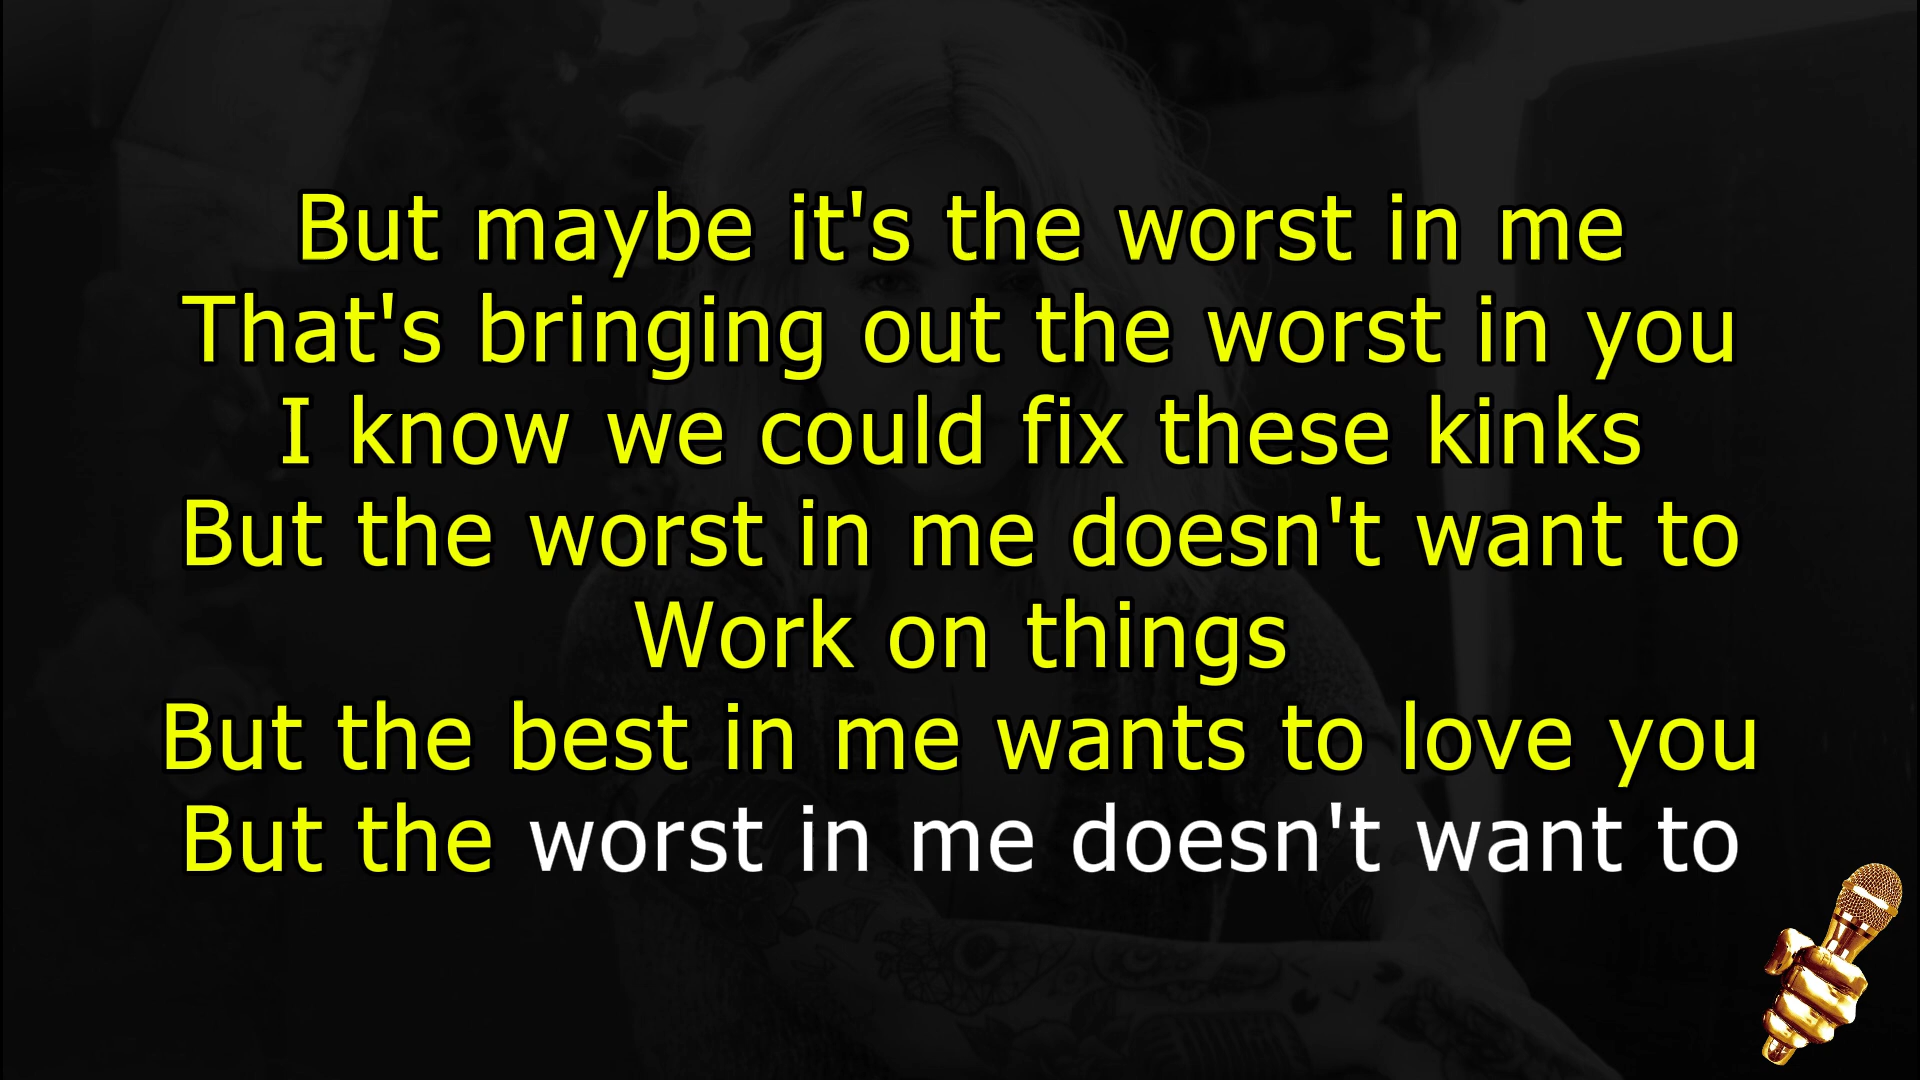 But maybe it's the worst in me
That's bringing out the worst in you
I know we could fix these kinks
But the worst in me doesn't want to
Work on things
But the best in me wants to love you
But the worst in me doesn't want to